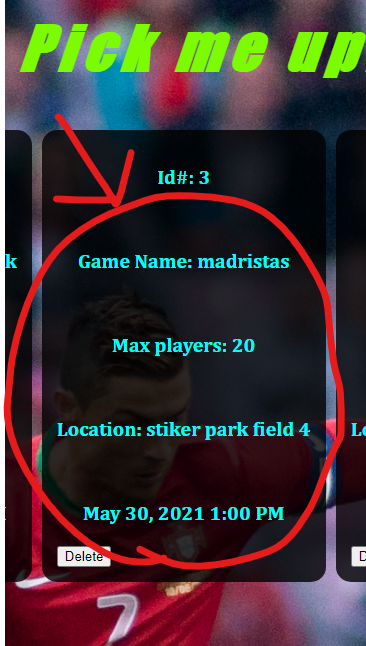 Pick me up
Id#: 3
k
Game Name: madristas
Max players: 20
Location: stiker park field 4
Lo
May 30, 2021 1:00 PM
Delete
D
7